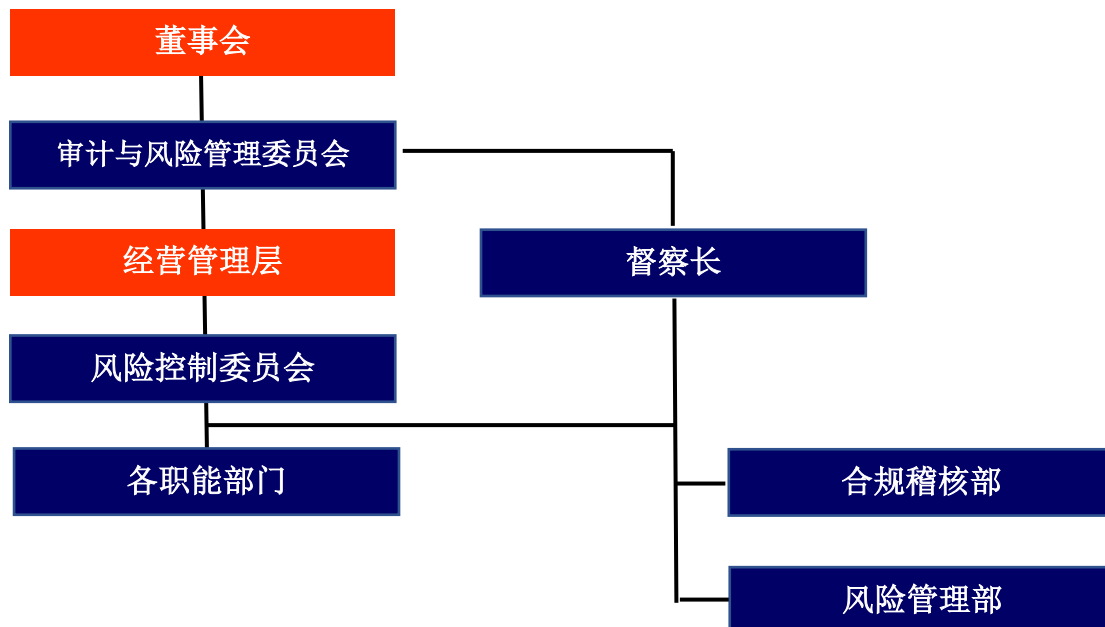 董事会
审计与风险管理委员会
经营管理层
督察长
风险控制委员会
各职能部门
合规稽核部
风险管理部